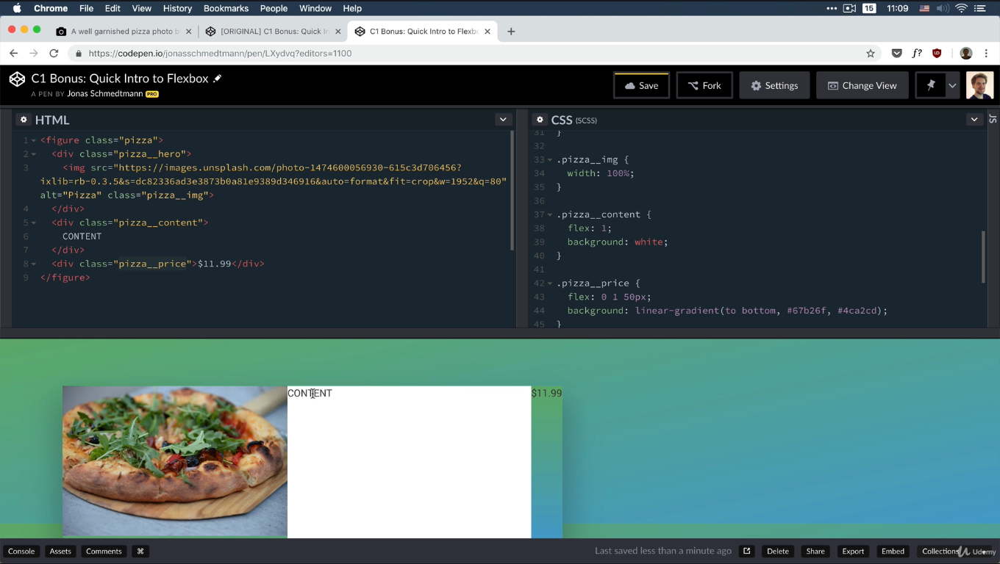 Chrome File Edit View History Bookmarks People Window Help ••• 15 11:09
A well garnished pizza photo b × [ORIGINAL] C1 Bonus: Quick In × C1 Bonus: Quick Intro to Flexbo × +
https://codepen.io/jonasschmedtmann/pen/LXydvq?editors=1100 f?
C1 Bonus: Quick Intro to Flexbox
A PEN BY Jonas Schmedtmann PRO
Save Fork Settings Change View
HTML
1 <figure class="pizza">
2 <div class="pizza__hero">
3 <img src="https://images.unsplash.com/photo-1474600056930-615c3d706456?
ixlib=rb-0.3.5&s=dc82336ad3e3873b0a81e9389d346916&auto=format&fit=crop&w=1952&q=80"
alt="Pizza" class="pizza__img">
4 </div>
5 <div class="pizza__content">
6 CONTENT
7 </div>
8 <div class="pizza__price">$11.99</div>
9 </figure>
CSS (SCSS)
JS
31 }
32
33 .pizza__img {
34 width: 100%;
35 }
36
37 .pizza__content {
38 flex: 1;
39 background: white;
40 }
41
42 .pizza__price {
43 flex: 0 1 50px;
44 background: linear-gradient(to bottom, #67b26f, #4ca2cd);
45 }
CONTENT
$11.99
Console Assets Comments ⌘ Last saved less than a minute ago Delete Share Export Embed Collections
Udemy